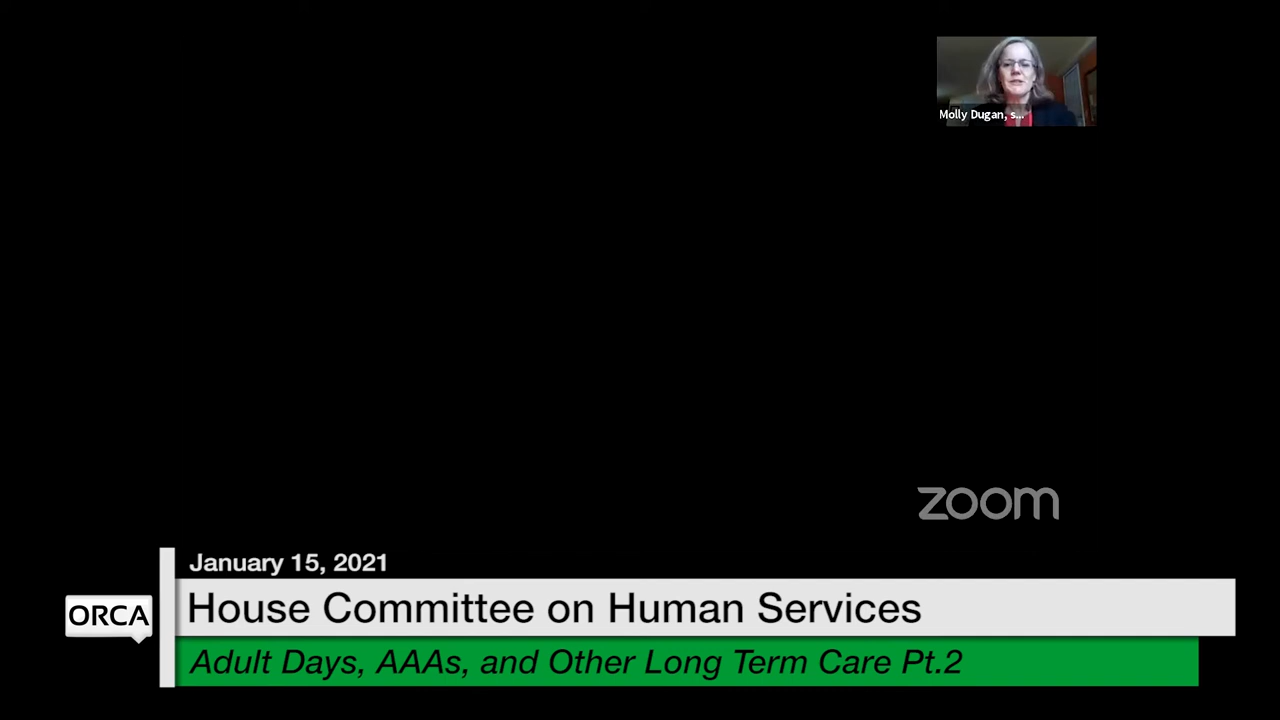 Molly Dugan, s...
zoom
January 15, 2021
House Committee on Human Services
ORCA
Adult Days, AAAs, and Other Long Term Care Pt.2